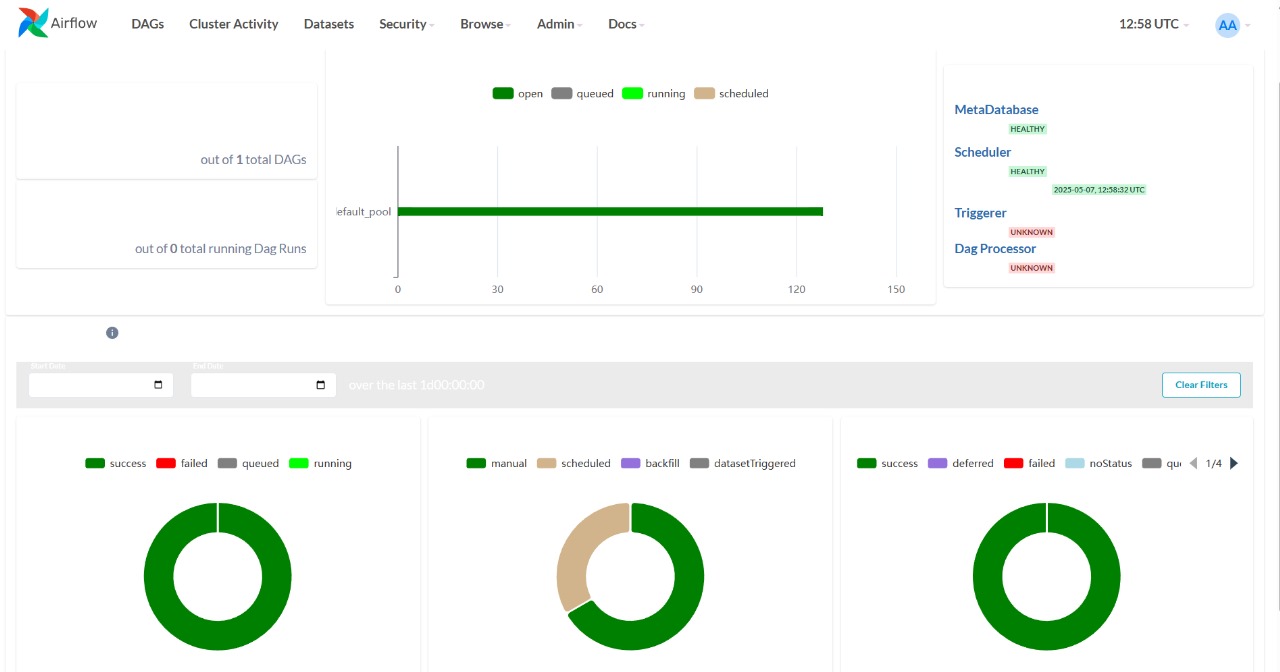 Airflow DAGs Cluster Activity Datasets Security Browse Admin Docs 12:58 UTC AA
out of 1 total DAGs
out of 0 total running Dag Runs
open queued running scheduled
efault_pool
0 30 60 90 120 150
MetaDatabase
HEALTHY
Scheduler
HEALTHY
2025-05-07, 12:58:32 UTC
Triggerer
UNKNOWN
Dag Processor
UNKNOWN
i
Start Date
End Date
over the last 1d00:00:00
Clear Filters
success failed queued running
manual scheduled backfill datasetTriggered
success deferred failed noStatus qu 1/4